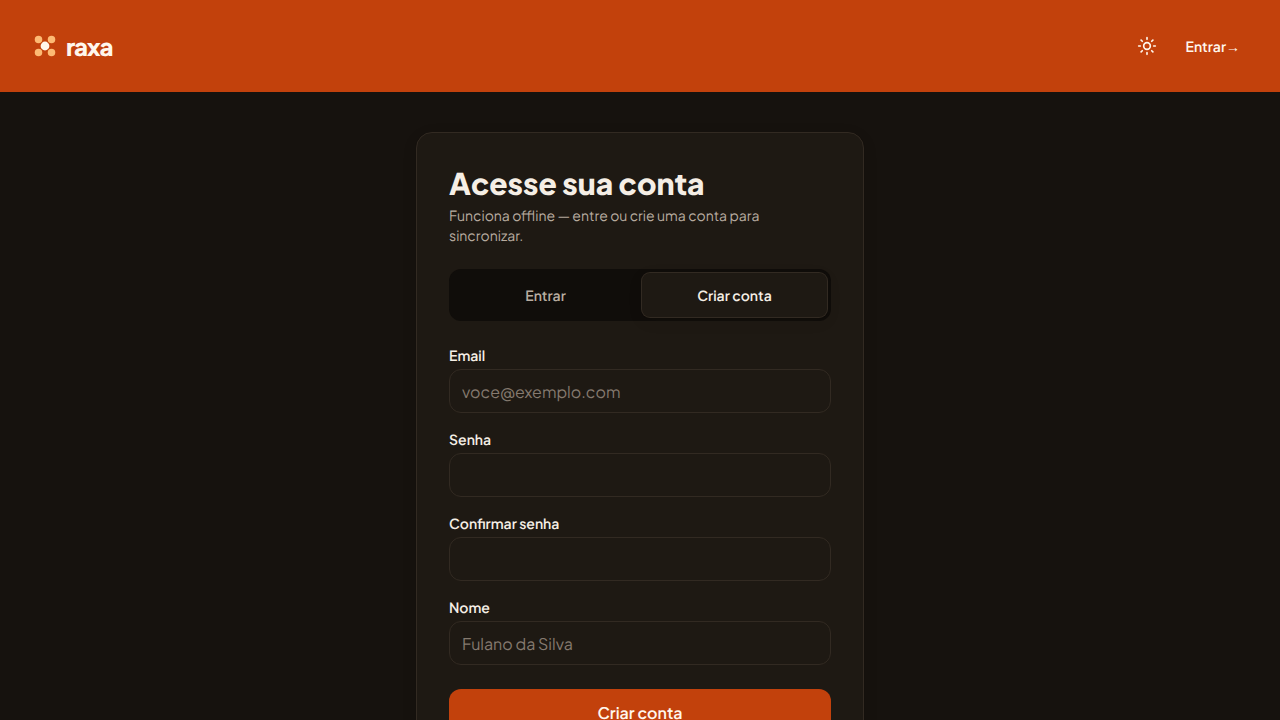 raxa
Entrar→
Acesse sua conta
Funciona offline — entre ou crie uma conta para
sincronizar.
Entrar
Criar conta
Email
voce@exemplo.com
Senha
Confirmar senha
Nome
Fulano da Silva
Criar conta